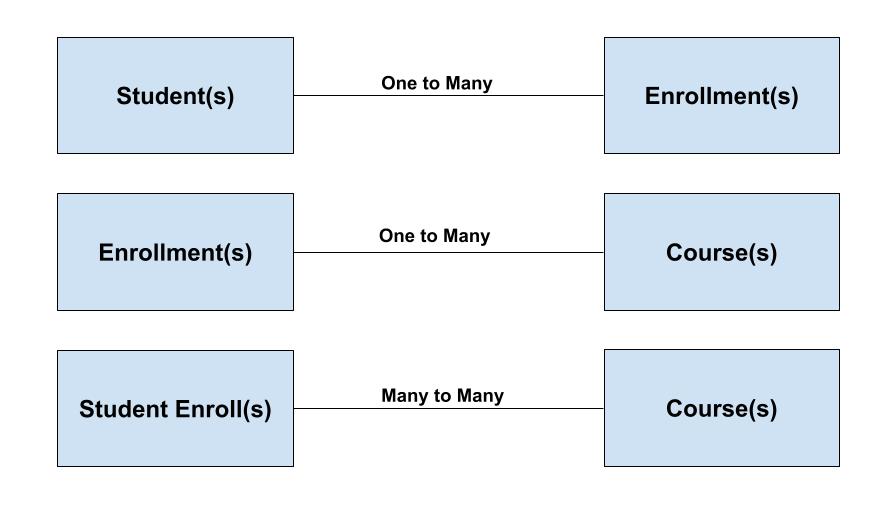 Student(s)
One to Many
Enrollment(s)
Enrollment(s)
One to Many
Course(s)
Student Enroll(s)
Many to Many
Course(s)